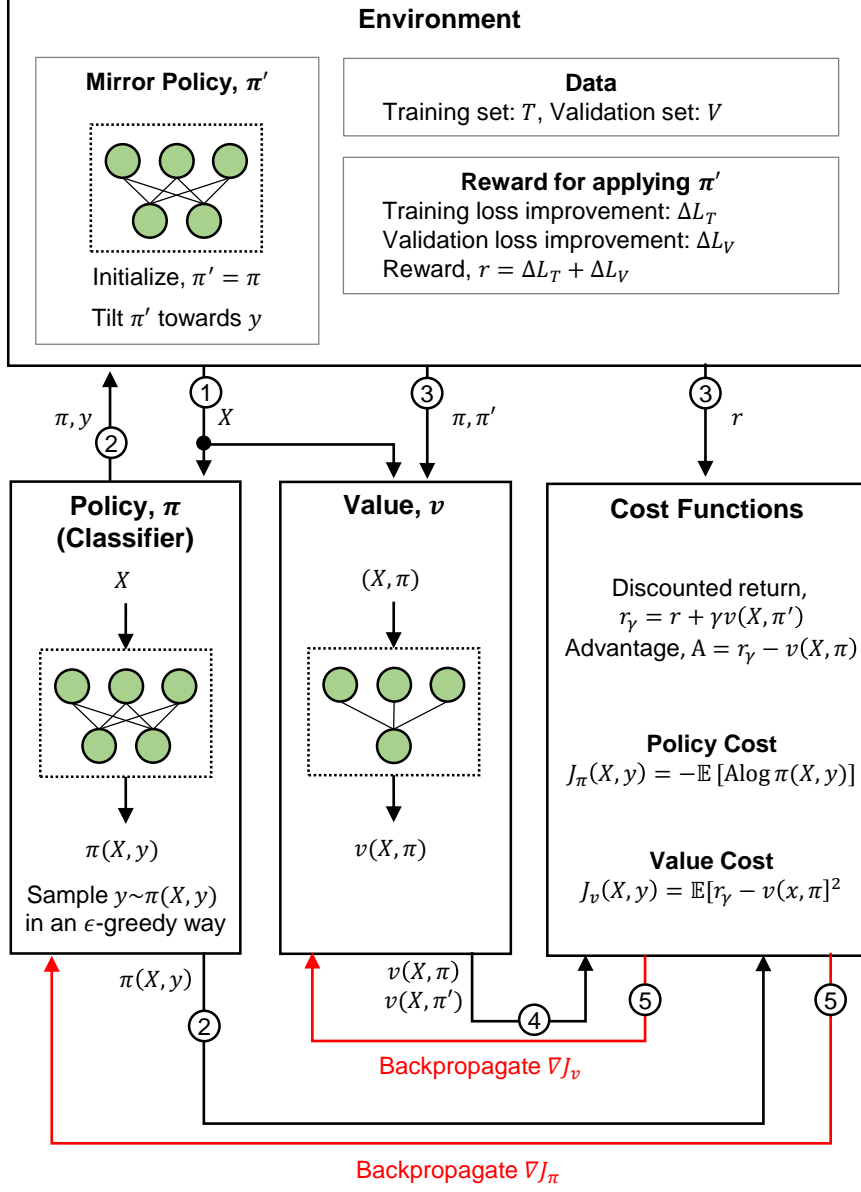 Environment
Mirror Policy, π′
Initialize, π′ = π
Tilt π′ towards y
Data
Training set: T, Validation set: V
Reward for applying π′
Training loss improvement: ΔL_T
Validation loss improvement: ΔL_V
Reward, r = ΔL_T + ΔL_V
1
3
3
π, y
2
X
π, π′
r
Policy, π
(Classifier)
X
π(X, y)
Sample y~π(X, y)
in an ϵ-greedy way
Value, v
(X, π)
v(X, π)
Cost Functions
Discounted return,
r_γ = r + γv(X, π′)
Advantage, A = r_γ − v(X, π)
Policy Cost
J_π(X, y) = −𝔼 [Alog π(X, y)]
Value Cost
J_v(X, y) = 𝔼[r_γ − v(x, π]²
π(X, y)
2
v(X, π)
v(X, π′)
4
5
5
Backpropagate ∇J_v
Backpropagate ∇J_π